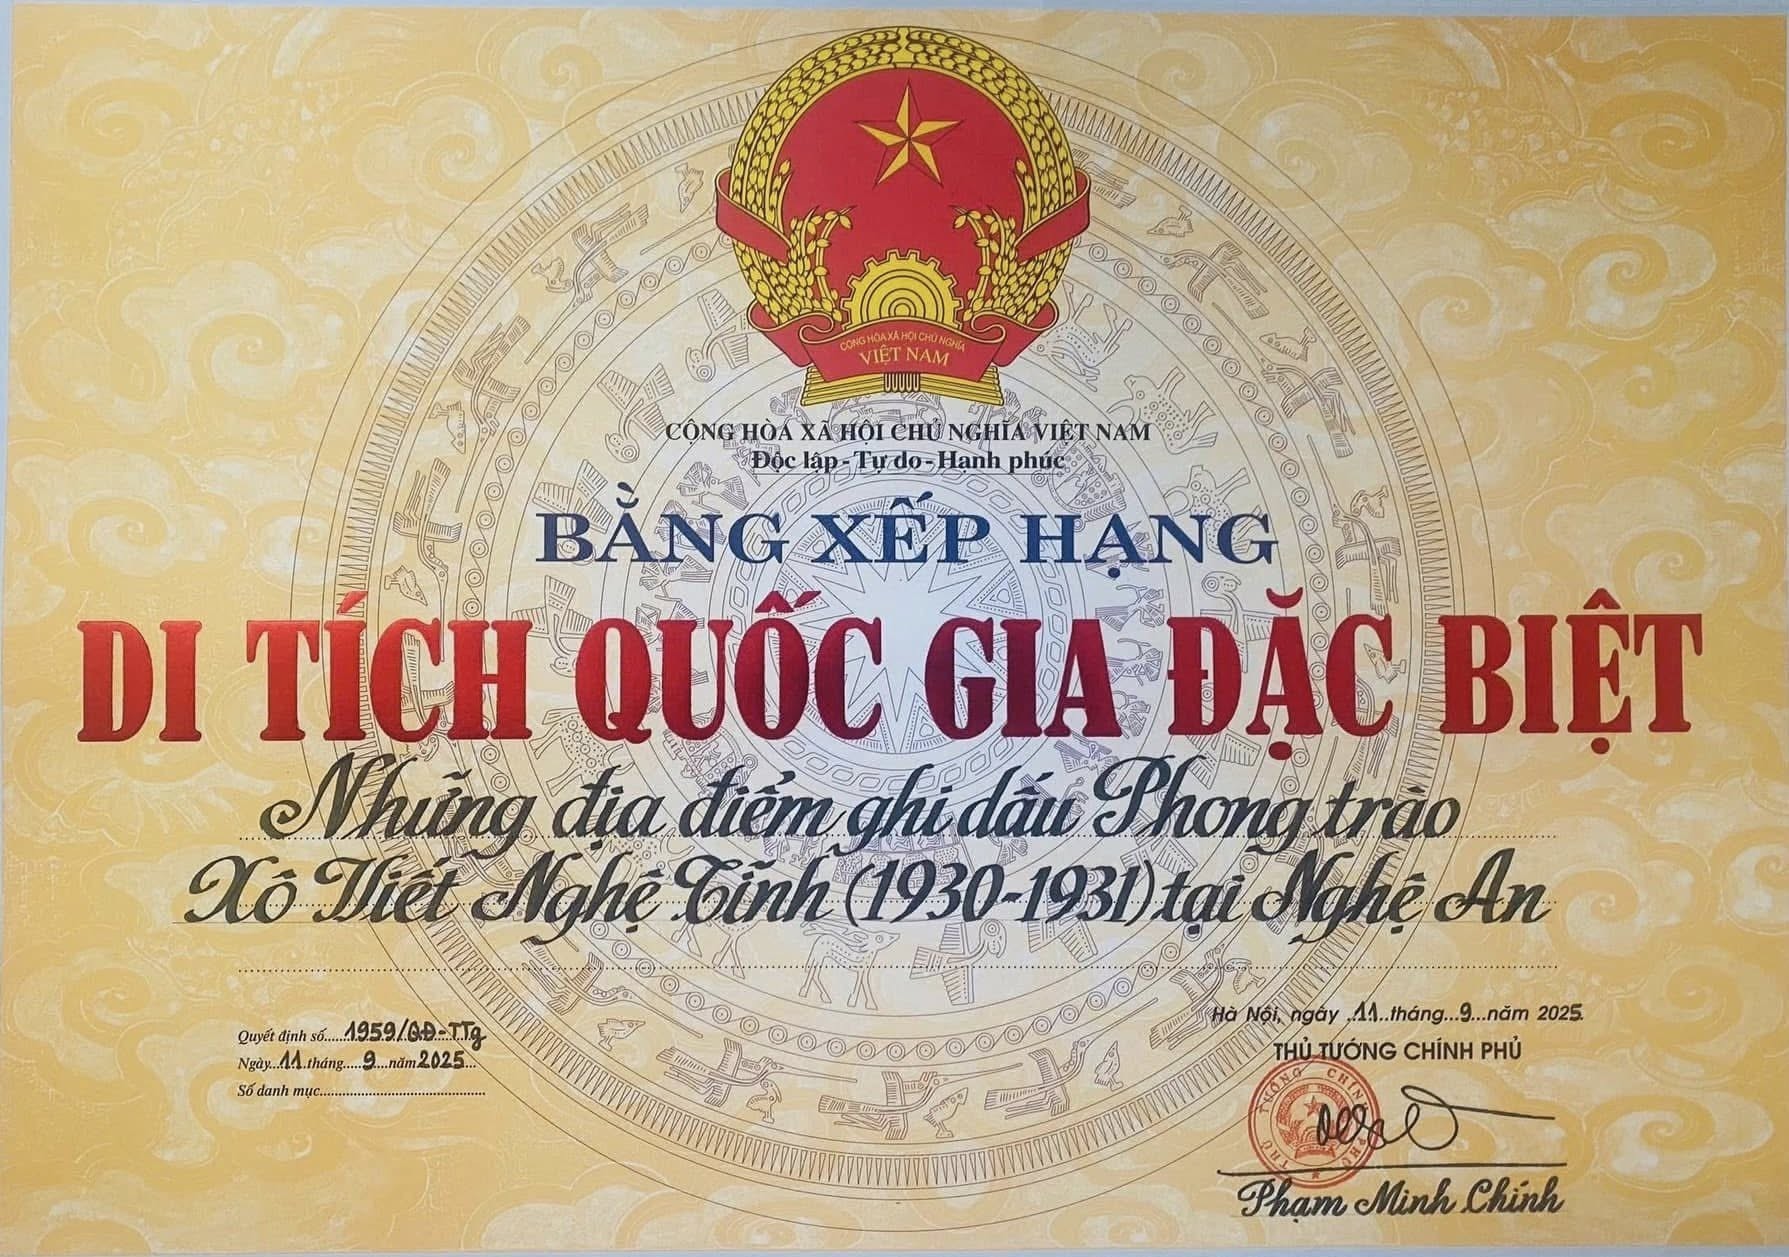 CỘNG HÒA XÃ HỘI CHỦ NGHĨA
VIỆT NAM
CỘNG HÒA XÃ HỘI CHỦ NGHĨA VIỆT NAM
Độc lập - Tự do - Hạnh phúc
BẰNG XẾP HẠNG
DI TÍCH QUỐC GIA ĐẶC BIỆT
Những địa điểm ghi dấu Phong trào
Xô Viết Nghệ Tĩnh (1930-1931) tại Nghệ An
Quyết định số......1959/QĐ-TTg
Ngày...11..tháng.....9....năm 2025...
Số danh mục..........................................
Hà Nội, ngày ..11..tháng...9...năm 2025
THỦ TƯỚNG CHÍNH PHỦ
THỦ TƯỚNG CHÍNH PHỦ
Phạm Minh Chính